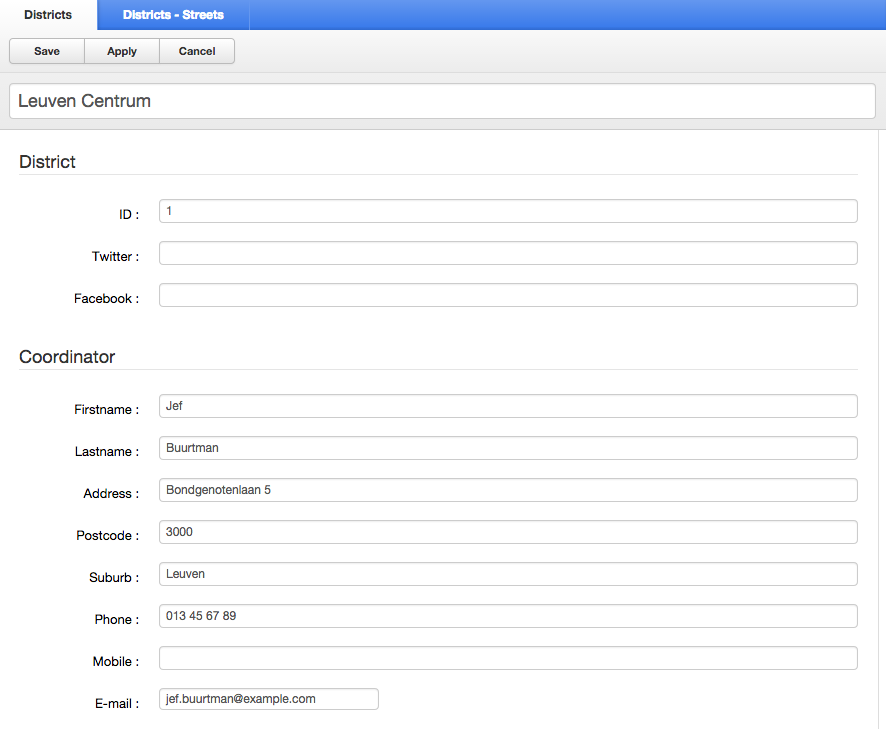 Districts Districts - Streets
Save Apply Cancel
Leuven Centrum
District
ID : 1
Twitter :
Facebook :
Coordinator
Firstname : Jef
Lastname : Buurtman
Address : Bondgenotenlaan 5
Postcode : 3000
Suburb : Leuven
Phone : 013 45 67 89
Mobile :
E-mail : jef.buurtman@example.com